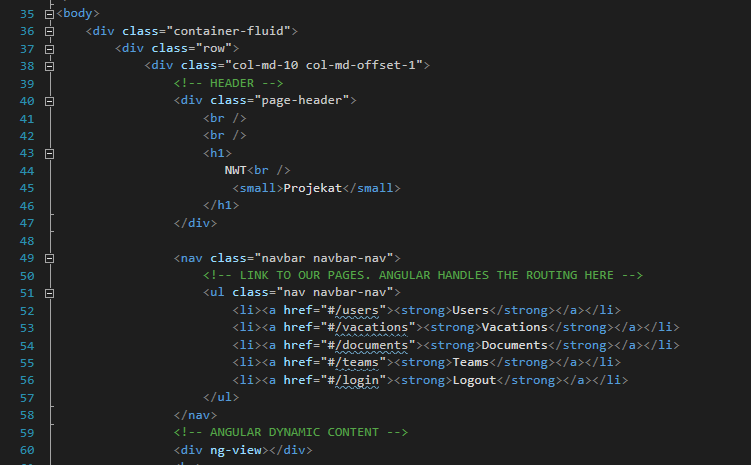 35 <body>
36 <div class="container-fluid">
37 <div class="row">
38 <div class="col-md-10 col-md-offset-1">
39 <!-- HEADER -->
40 <div class="page-header">
41 <br />
42 <br />
43 <h1>
44 NWT<br />
45 <small>Projekat</small>
46 </h1>
47 </div>
48
49 <nav class="navbar navbar-nav">
50 <!-- LINK TO OUR PAGES. ANGULAR HANDLES THE ROUTING HERE -->
51 <ul class="nav navbar-nav">
52 <li><a href="#/users"><strong>Users</strong></a></li>
53 <li><a href="#/vacations"><strong>Vacations</strong></a></li>
54 <li><a href="#/documents"><strong>Documents</strong></a></li>
55 <li><a href="#/teams"><strong>Teams</strong></a></li>
56 <li><a href="#/login"><strong>Logout</strong></a></li>
57 </ul>
58 </nav>
59 <!-- ANGULAR DYNAMIC CONTENT -->
60 <div ng-view></div>